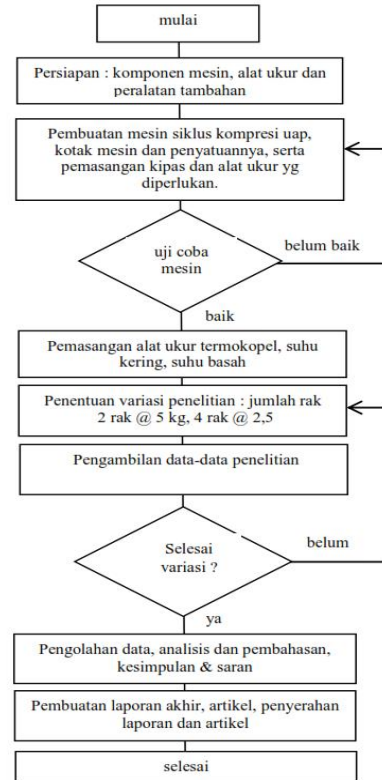 mulai
Persiapan : komponen mesin, alat ukur dan
peralatan tambahan
Pembuatan mesin siklus kompresi uap,
kotak mesin dan penyatuannya, serta
pemasangan kipas dan alat ukur yg
diperlukan.
uji coba
mesin
belum baik
baik
Pemasangan alat ukur termokopel, suhu
kering, suhu basah
Penentuan variasi penelitian : jumlah rak
2 rak @ 5 kg, 4 rak @ 2,5
Pengambilan data-data penelitian
Selesai
variasi ?
belum
ya
Pengolahan data, analisis dan pembahasan,
kesimpulan & saran
Pembuatan laporan akhir, artikel, penyerahan
laporan dan artikel
selesai